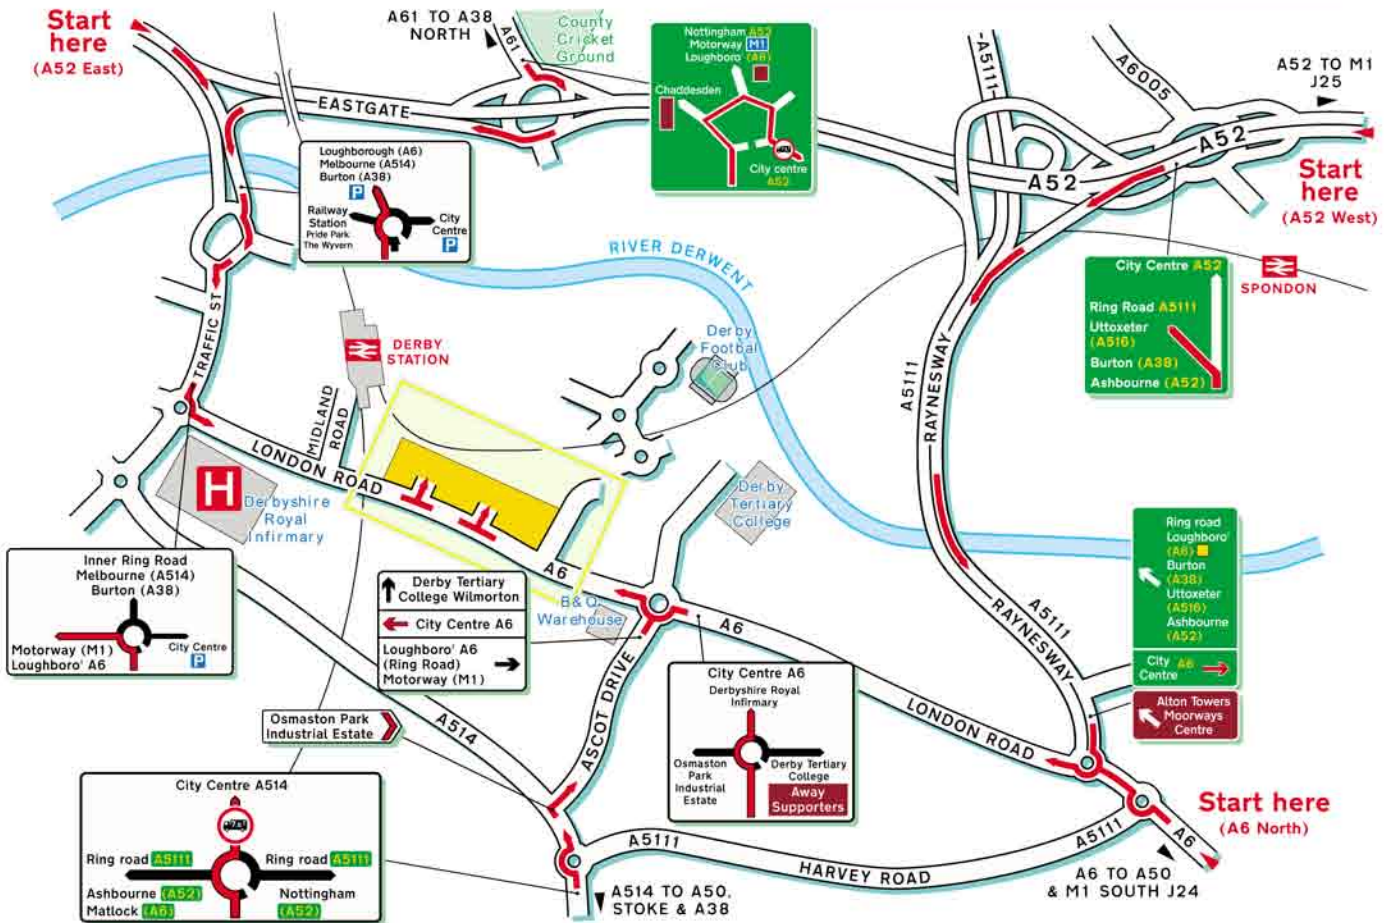 Start
here
(A52 East)
A61 TO A38
NORTH
A61
County
Cricket
Ground
Nottingham A52
Motorway M1
Loughboro' (A6)
Chaddesden
City centre
A52
A5111
A6005
A52 TO M1
J25
A52
A52
Start
here
(A52 West)
EASTGATE
Loughborough (A6)
Melbourne (A514)
Burton (A38)
P
Railway
Station
Pride Park
The Wyvern
City
Centre
P
RIVER DERWENT
City Centre A52
Ring Road A5111
Uttoxeter
(A516)
Burton (A38)
Ashbourne (A52)
SPONDON
TRAFFIC ST
DERBY
STATION
Derby
Footbal
Club
A5111
RAYNESWAY
MIDLAND
ROAD
LONDON ROAD
H
Derbyshire
Royal
Infirmary
Derby
Tertiary
College
Inner Ring Road
Melbourne (A514)
Burton (A38)
Motorway (M1)
Loughboro' A6
City Centre
P
A6
Derby Tertiary
College Wilmorton
City Centre A6
Loughboro' A6
(Ring Road)
Motorway (M1)
B&Q
Warehouse
A6
Ring road
Loughboro'
(A6)
Burton
(A38)
Uttoxeter
(A516)
Ashbourne
(A52)
City
Centre
A6
Alton Towers
Moorways
Centre
A5111
RAYNESWAY
City Centre A6
Derbyshire Royal
Infirmary
Osmaston
Park
Industrial
Estate
Derby Tertiary
College
Away
Supporters
LONDON ROAD
ASCOT DRIVE
A514
Osmaston Park
Industrial Estate
City Centre A514
Ring road A5111
Ring road A5111
Ashbourne (A52)
Matlock (A6)
Nottingham
(A52)
A5111
HARVEY ROAD
A5111
A6
Start here
(A6 North)
A514 TO A50,
STOKE & A38
A6 TO A50
& M1 SOUTH J24